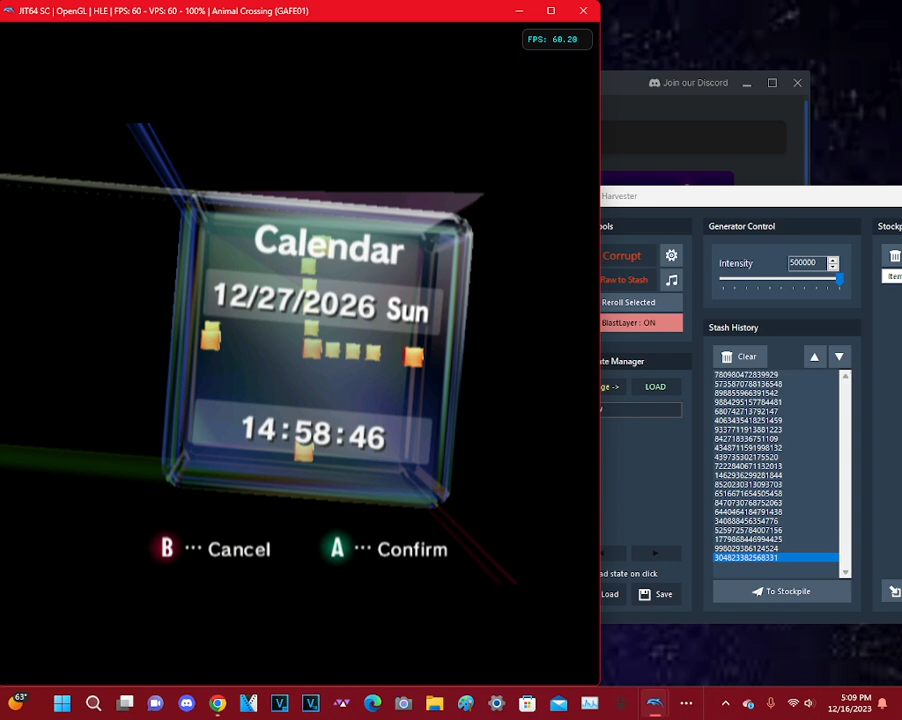 JIT64 SC | OpenGL | HLE | FPS: 60 - VPS: 60 - 100% | Animal Crossing (GAFE01)
FPS: 60.20
Join our Discord
Harvester
Calendar
12/27/2026 Sun
14:58:46
B ··· Cancel
A ··· Confirm
ols
Corrupt
Raw to Stash
Reroll Selected
BlastLayer : ON
ate Manager
ge ->
LOAD
ad state on click
Load
Save
Generator Control
Intensity
500000
Stash History
Clear
780980472839929
5735870788136548
898855966391542
9884295157784481
680742713792147
4063435418251459
9337711913881223
842718336751109
4348711591998132
439735302175520
7222840671132013
1462936299281844
8520230313093703
6516671654505458
8470730768752063
6440464184791438
340888456354776
5259725784007156
1779868446994425
998029386124524
304823382568331
To Stockpile
Stockp
Item
63°
5:09 PM
12/16/2023